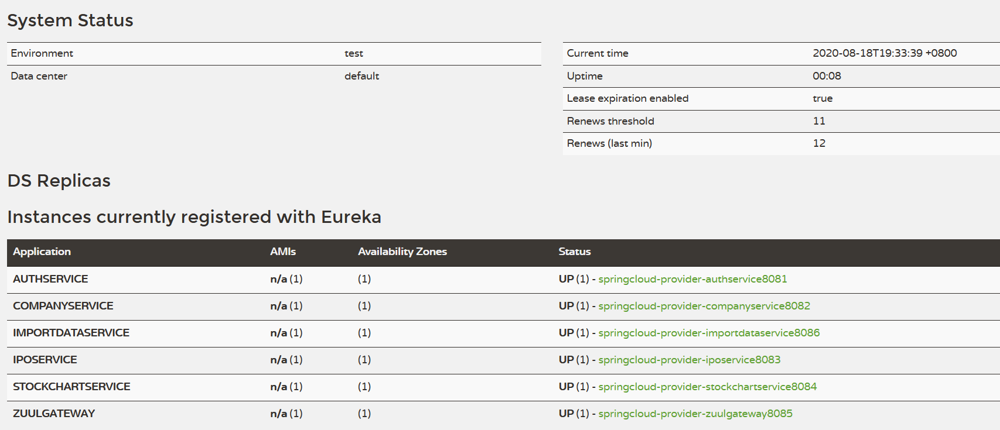 System Status
Environment test
Data center default
Current time 2020-08-18T19:33:39 +0800
Uptime 00:08
Lease expiration enabled true
Renews threshold 11
Renews (last min) 12
DS Replicas
Instances currently registered with Eureka
Application AMIs Availability Zones Status
AUTHSERVICE n/a (1) (1) UP (1) - springcloud-provider-authservice8081
COMPANYSERVICE n/a (1) (1) UP (1) - springcloud-provider-companyservice8082
IMPORTDATASERVICE n/a (1) (1) UP (1) - springcloud-provider-importdataservice8086
IPOSERVICE n/a (1) (1) UP (1) - springcloud-provider-iposervice8083
STOCKCHARTSERVICE n/a (1) (1) UP (1) - springcloud-provider-stockchartservice8084
ZUULGATEWAY n/a (1) (1) UP (1) - springcloud-provider-zuulgateway8085